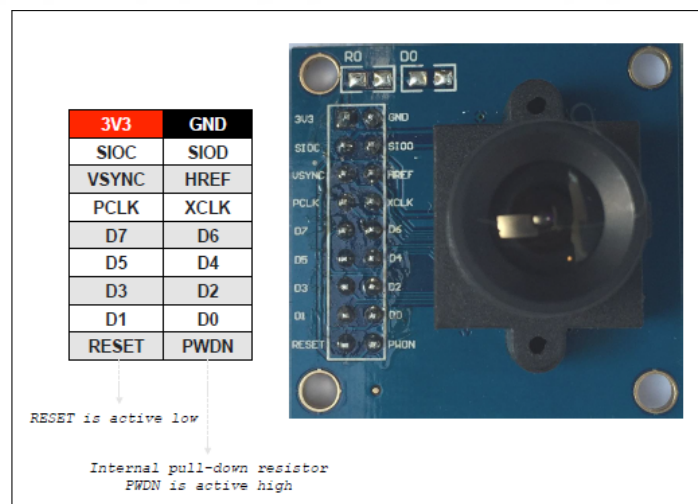 3V3 GND
SIOC SIOD
VSYNC HREF
PCLK XCLK
D7 D6
D5 D4
D3 D2
D1 D0
RESET PWDN
RESET is active low
Internal pull-down resistor
PWDN is active high
R0 D0
3V3 GND
SIOC SIOD
VSYNC HREF
PCLK XCLK
D7 D6
D5 D4
D3 D2
D1 D0
RESET PWDN